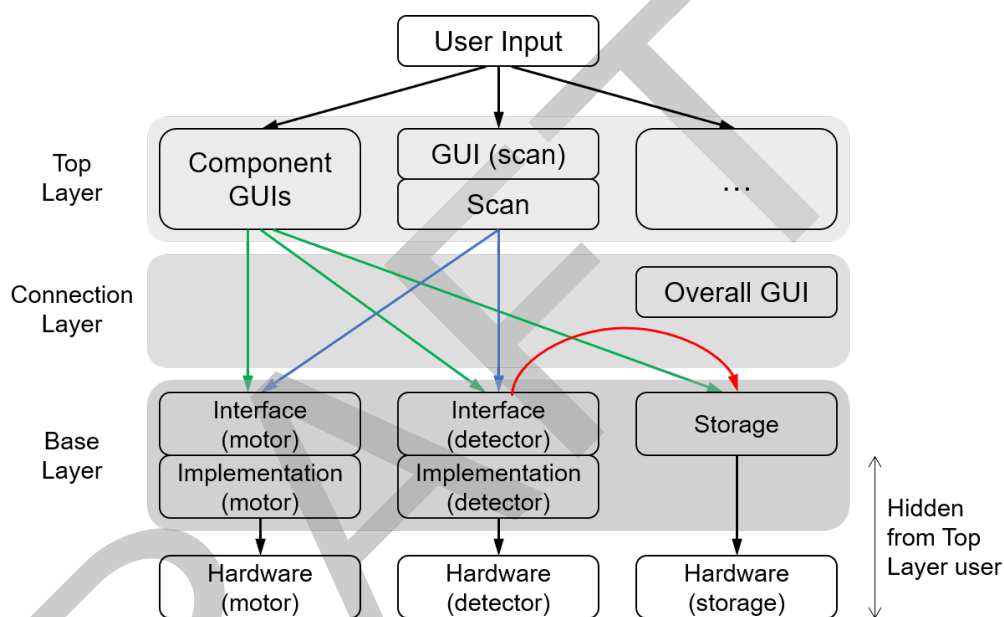 User Input
Top
Layer
Component
GUIs
GUI (scan)
Scan
...
Connection
Layer
Overall GUI
Base
Layer
Interface
(motor)
Implementation
(motor)
Interface
(detector)
Implementation
(detector)
Storage
Hidden
from Top
Layer user
Hardware
(motor)
Hardware
(detector)
Hardware
(storage)
DRAFT